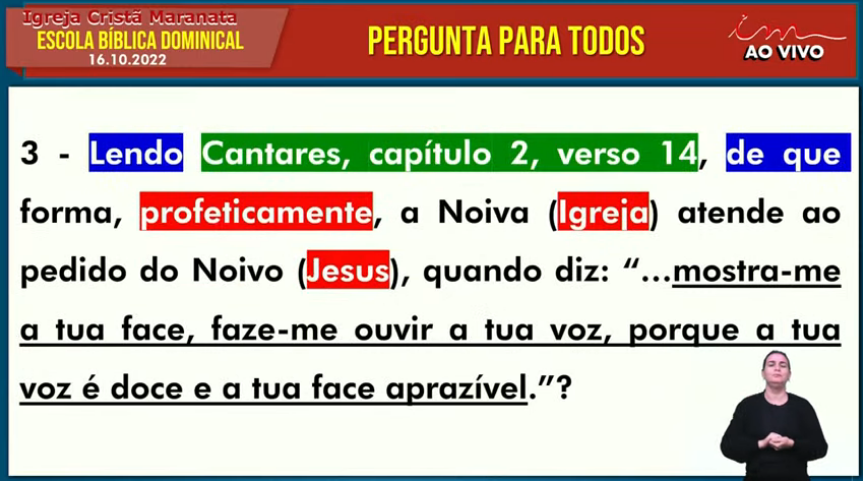 Igreja Cristã Maranata
ESCOLA BÍBLICA DOMINICAL
16.10.2022
PERGUNTA PARA TODOS
AO VIVO
3 - Lendo Cantares, capítulo 2, verso 14, de que
forma, profeticamente, a Noiva (Igreja) atende ao
pedido do Noivo (Jesus), quando diz: “...mostra-me
a tua face, faze-me ouvir a tua voz, porque a tua
voz é doce e a tua face aprazível.”?